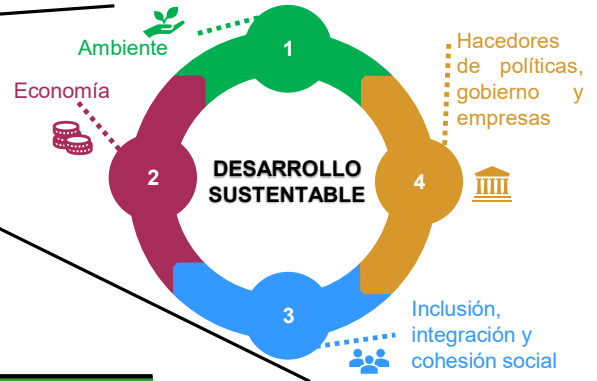 Ambiente
1
Hacedores
de políticas,
gobierno y
empresas
Economía
2
DESARROLLO
SUSTENTABLE
4
3
Inclusión,
integración y
cohesión social